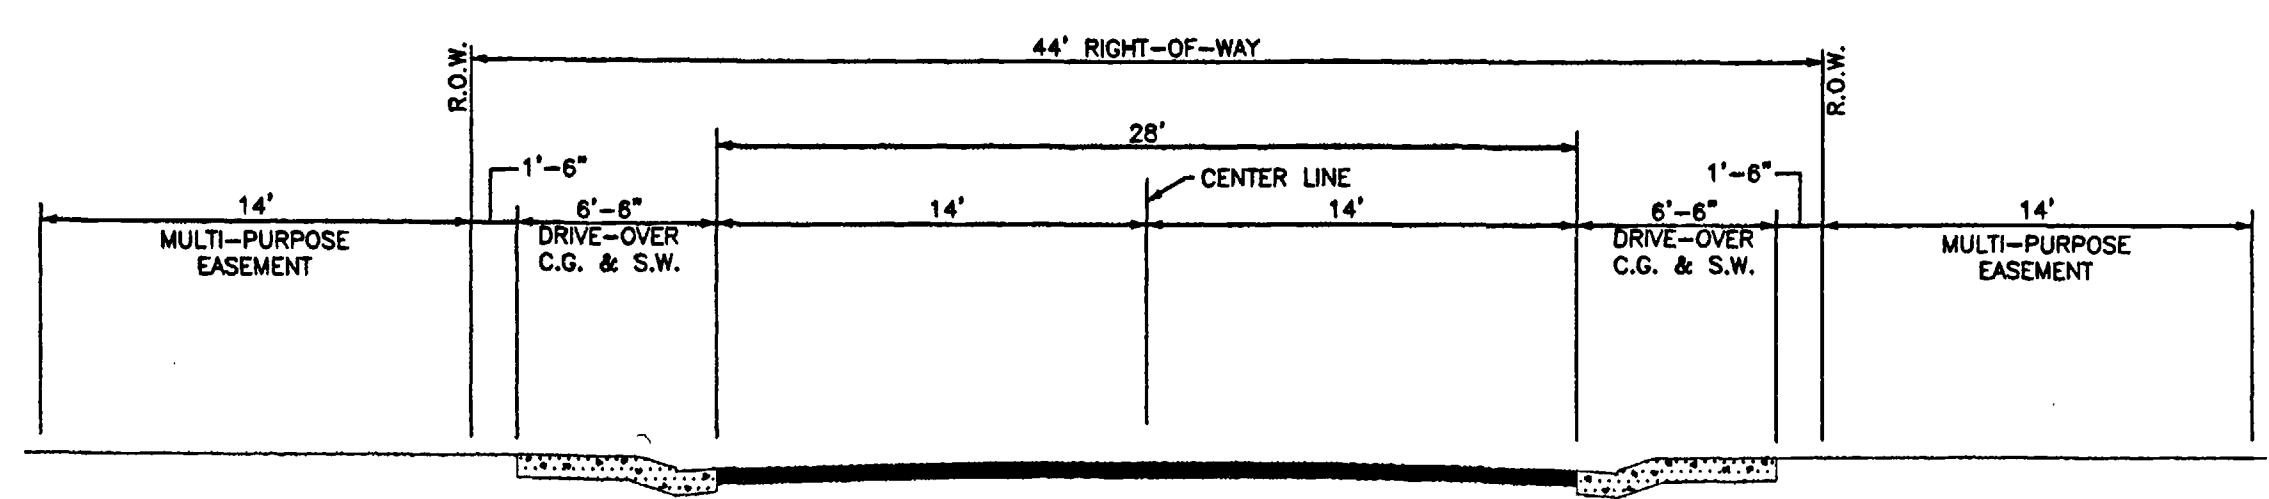 44' RIGHT-OF-WAY
R.O.W.
R.O.W.
28'
1'-6"
CENTER LINE
1'-6"
14'
6'-6"
14'
14'
6'-6"
14'
MULTI-PURPOSE
EASEMENT
DRIVE-OVER
C.G. & S.W.
DRIVE-OVER
C.G. & S.W.
MULTI-PURPOSE
EASEMENT